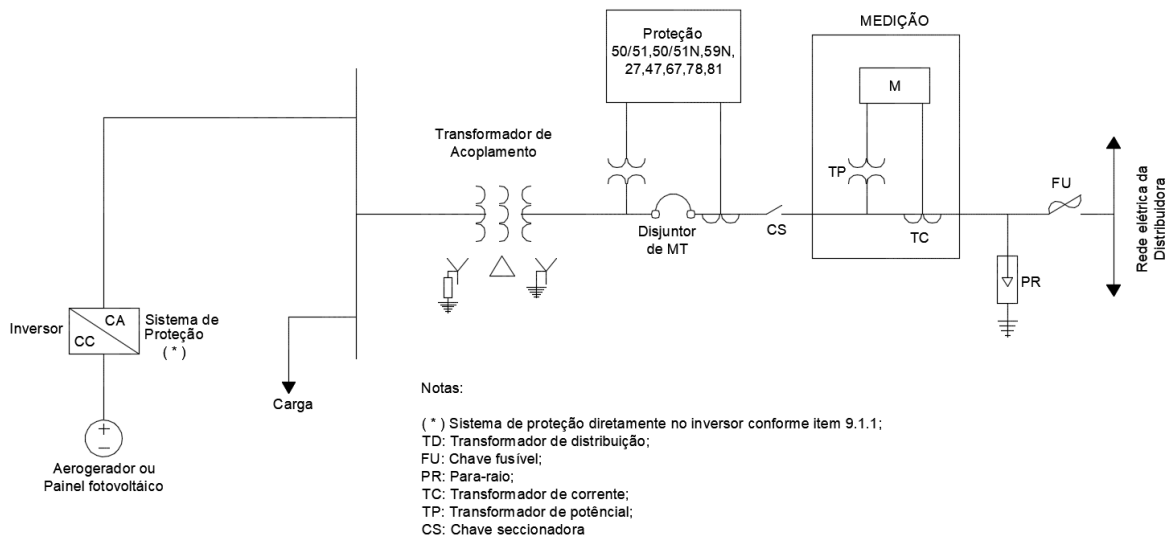 MEDIÇÃO
Proteção
50/51,50/51N,59N,
27,47,67,78,81
M
Transformador de
Acoplamento
TP
FU
Disjuntor
de MT
CS
TC
Rede elétrica da
Distribuidora
PR
Inversor
CA
CC
Sistema de
Proteção
( * )
Carga
Aerogerador ou
Painel fotovoltáico
Notas:
( * ) Sistema de proteção diretamente no inversor conforme item 9.1.1;
TD: Transformador de distribuição;
FU: Chave fusível;
PR: Para-raio;
TC: Transformador de corrente;
TP: Transformador de potêncial;
CS: Chave seccionadora